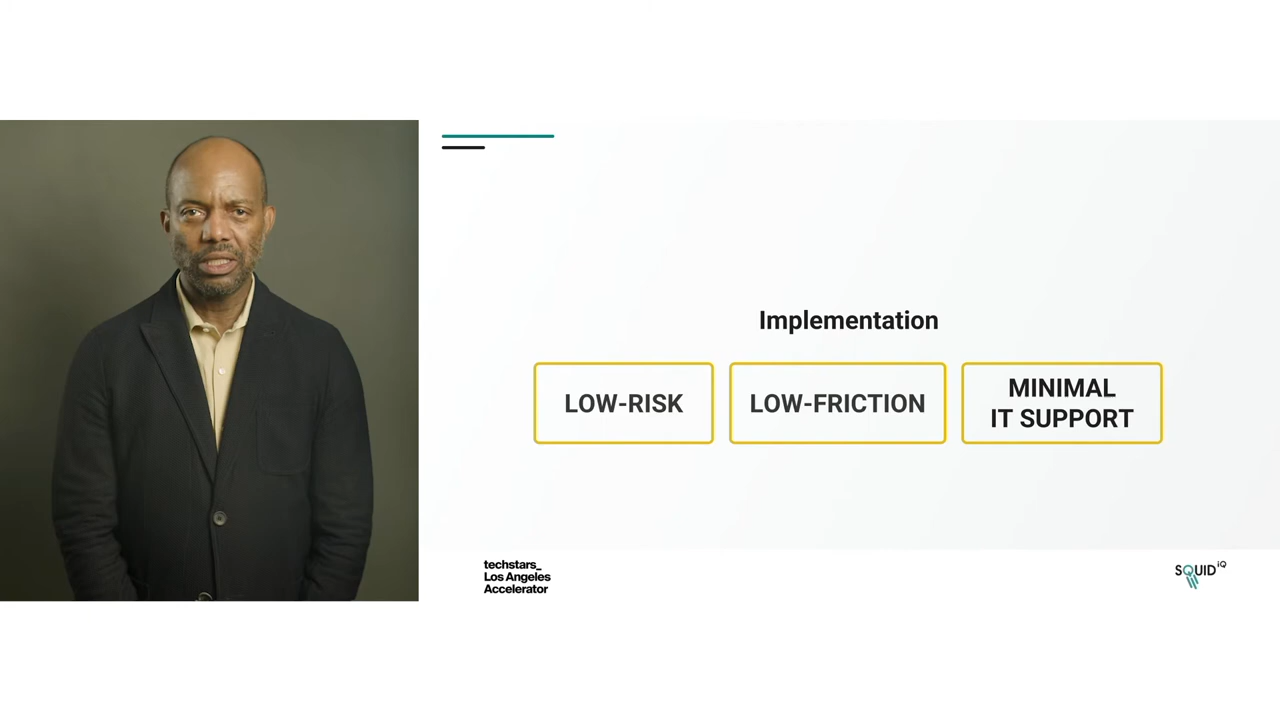 Implementation
LOW-RISK
LOW-FRICTION
MINIMAL
IT SUPPORT
techstars_
Los Angeles
Accelerator
SQUID iQ